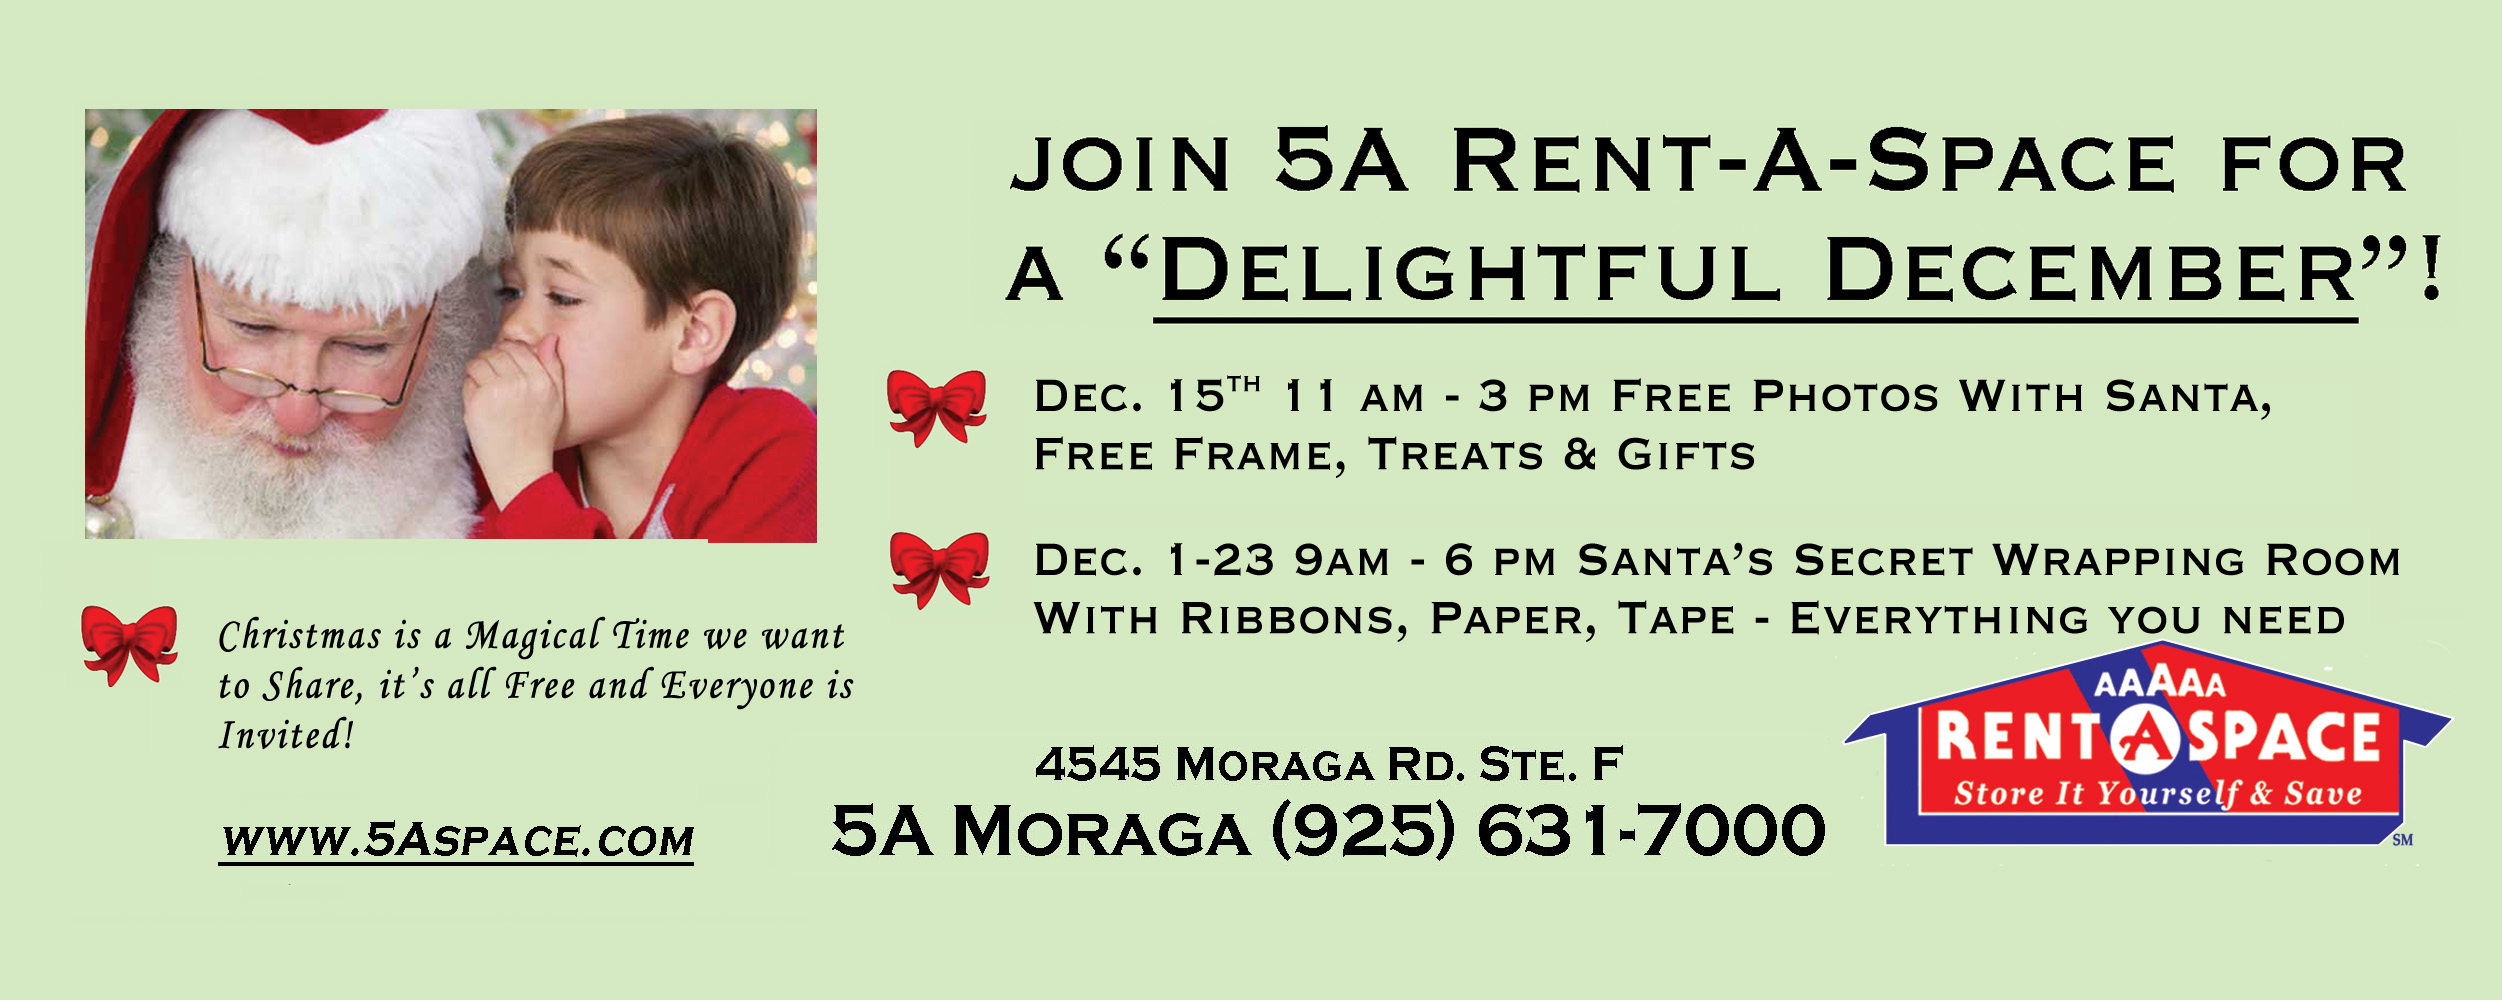 JOIN 5A RENT-A-SPACE FOR
A “DELIGHTFUL DECEMBER”!
DEC. 15TH 11 AM - 3 PM FREE PHOTOS WITH SANTA,
FREE FRAME, TREATS & GIFTS
DEC. 1-23 9AM - 6 PM SANTA’S SECRET WRAPPING ROOM
WITH RIBBONS, PAPER, TAPE - EVERYTHING YOU NEED
Christmas is a Magical Time we want
to Share, it’s all Free and Everyone is
Invited!
WWW.5ASPACE.COM
4545 MORAGA RD. STE. F
5A MORAGA (925) 631-7000
AAAAA
RENT A SPACE
Store It Yourself & Save
SM